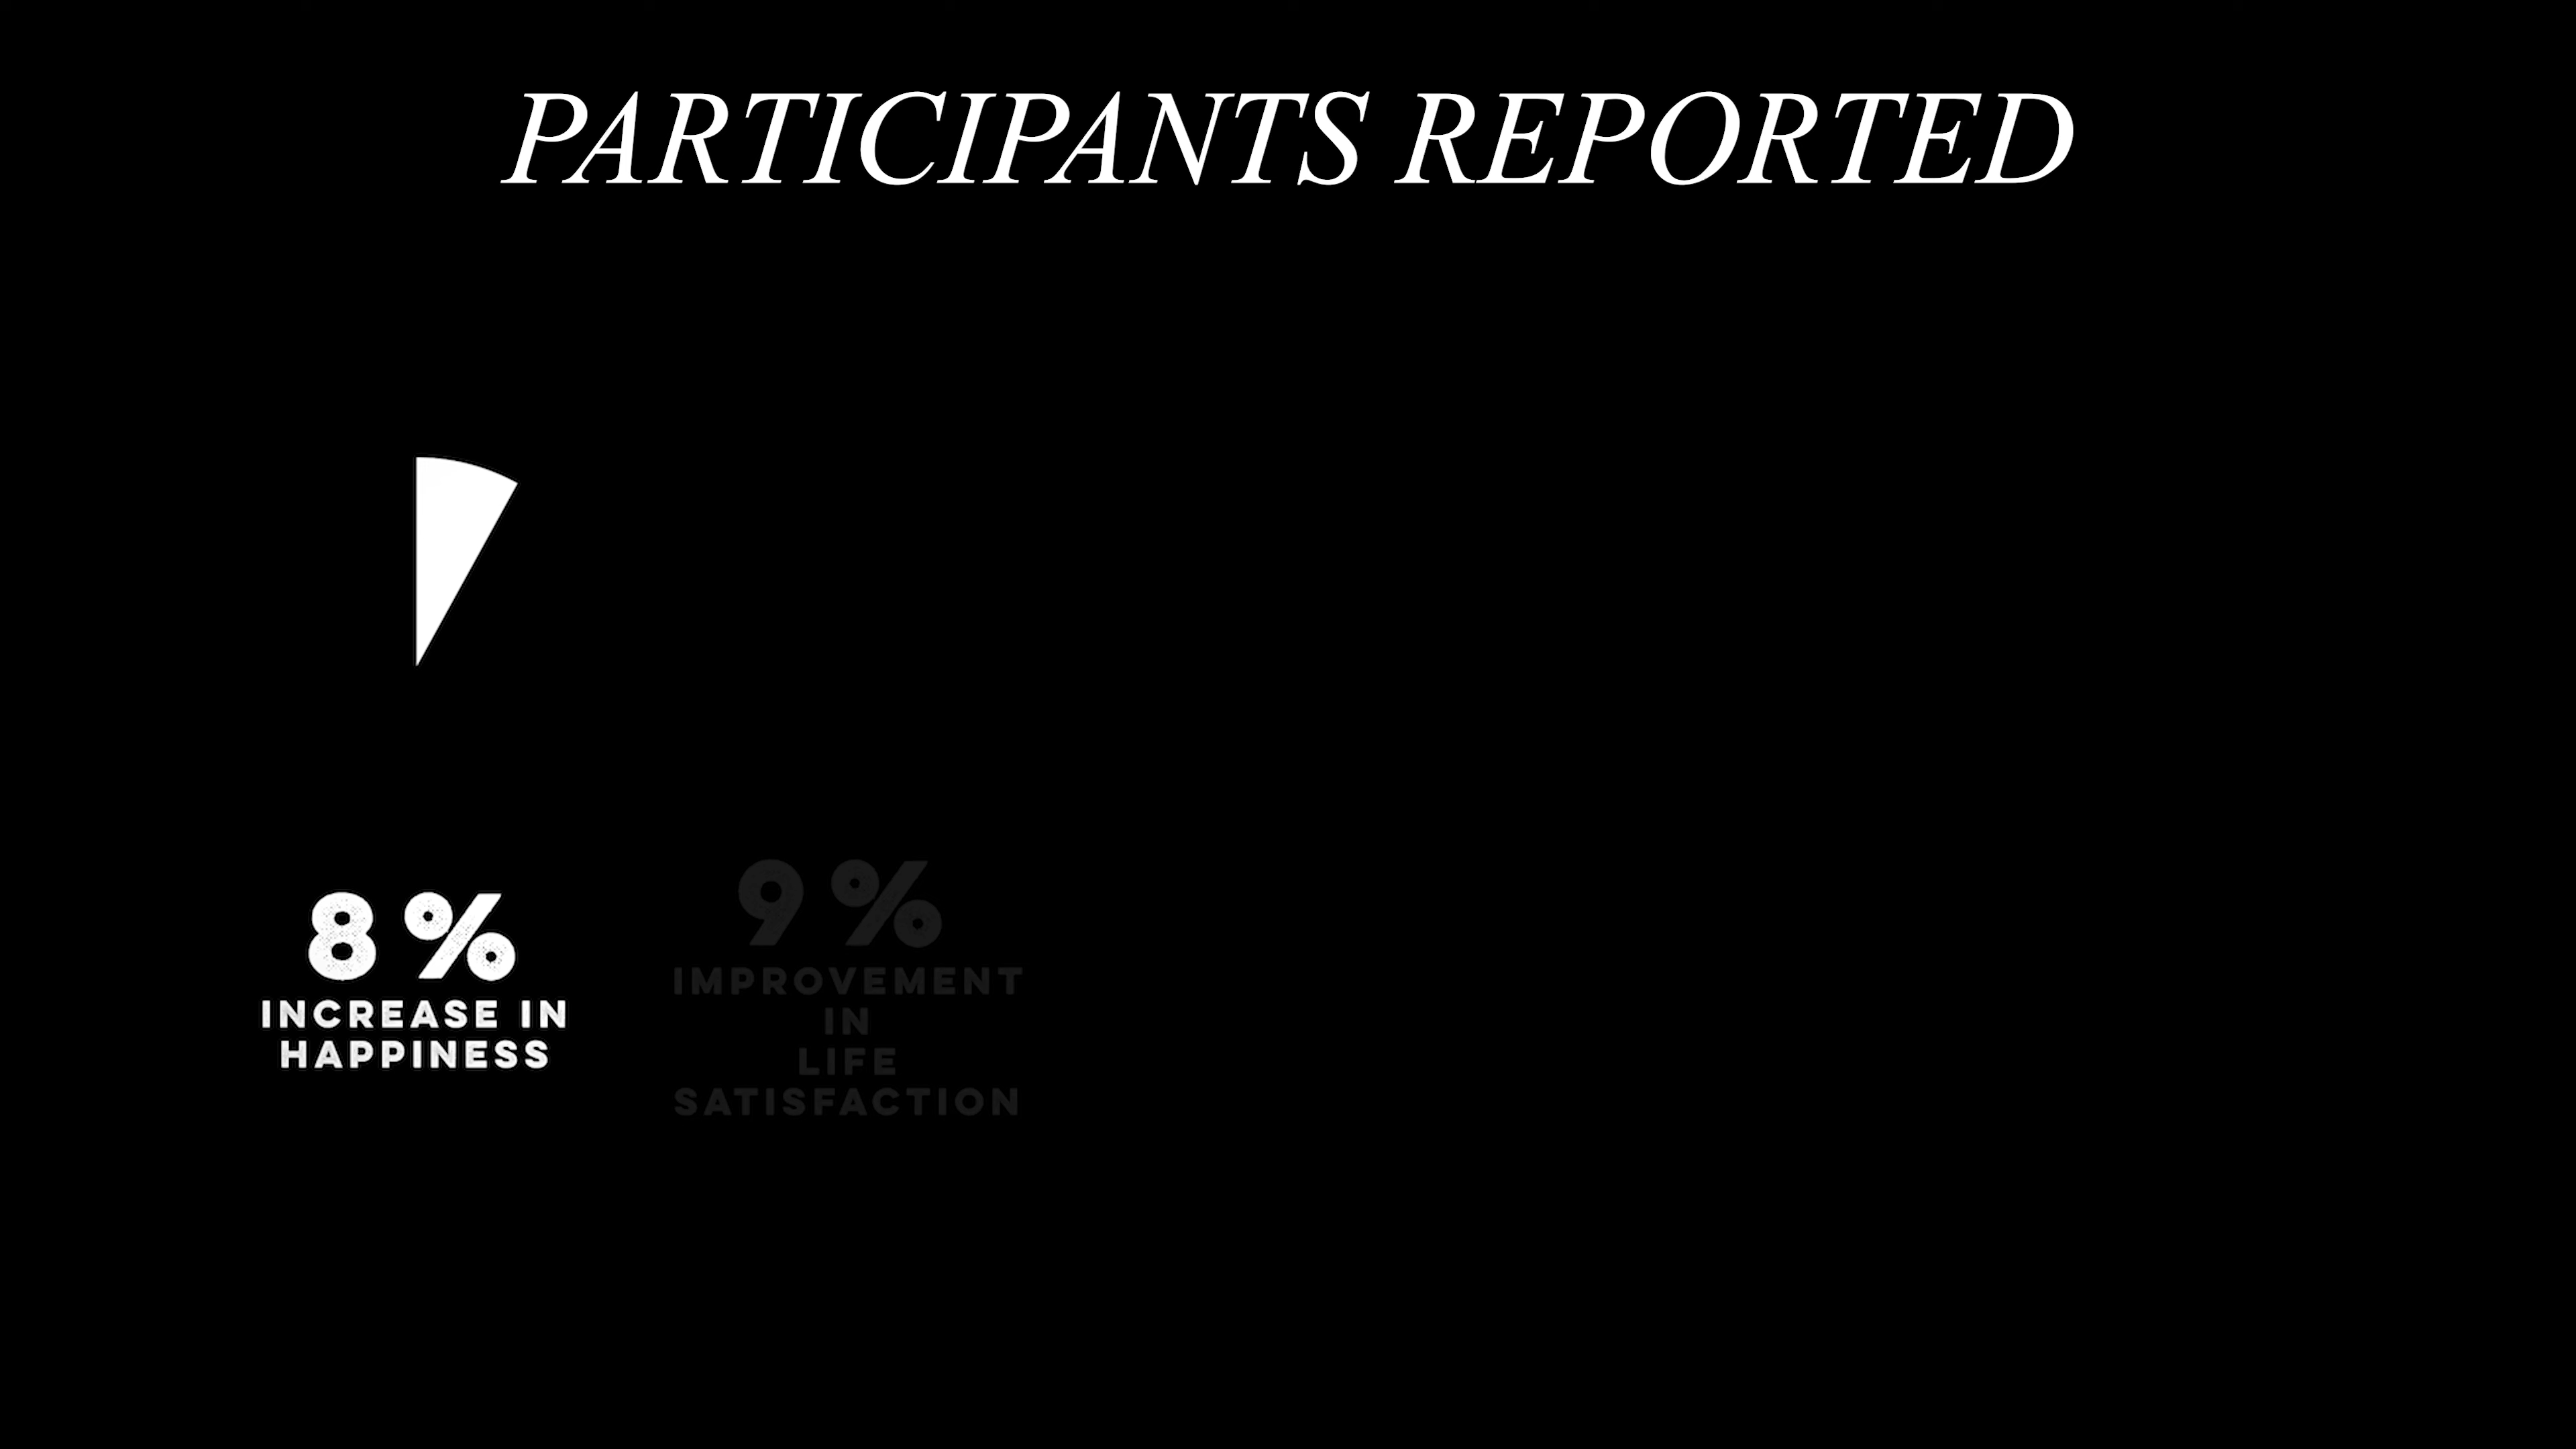 PARTICIPANTS REPORTED
8 %
INCREASE IN
HAPPINESS
9 %
IMPROVEMENT
IN
LIFE
SATISFACTION